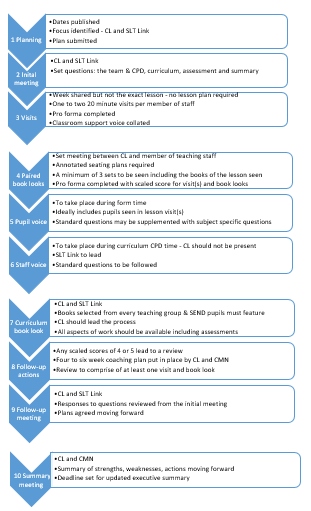 1 Planning
•Dates published
•Focus identified - CL and SLT Link
•Plan submitted
2 Inital
meeting
•CL and SLT Link
•Set questions: the team & CPD, curriculum, assessment and summary
3 Visits
•Week shared but not the exact lesson - no lesson plan required
•One to two 20 minute visits per member of staff
•Pro forma completed
•Classroom support voice collated
4 Paired
book looks
•Set meeting between CL and member of teaching staff
•Annotated seating plans required
•A minimum of 3 sets to be seen including the books of the lesson seen
•Pro forma completed with scaled score for visit(s) and book looks
5 Pupil voice
•To take place during form time
•Ideally includes pupils seen in lesson visit(s)
•Standard questions may be supplemented with subject specific questions
6 Staff voice
•To take place during curriculum CPD time - CL should not be present
•SLT Link to lead
•Standard questions to be followed
7 Curriculum
book look
•CL and SLT Link
•Books selected from every teaching group & SEND pupils must feature
•CL should lead the process
•All aspects of work should be available including assessments
8 Follow-up
actions
•Any scaled scores of 4 or 5 lead to a review
•Four to six week coaching plan put in place by CL and CMN
•Review to comprise of at least one visit and book look
9 Follow-up
meeting
•CL and SLT Link
•Responses to questions reviewed from the initial meeting
•Plans agreed moving forward
10 Summary
meeting
•CL and CMN
•Summary of strengths, weaknesses, actions moving forward
•Deadline set for updated executive summary